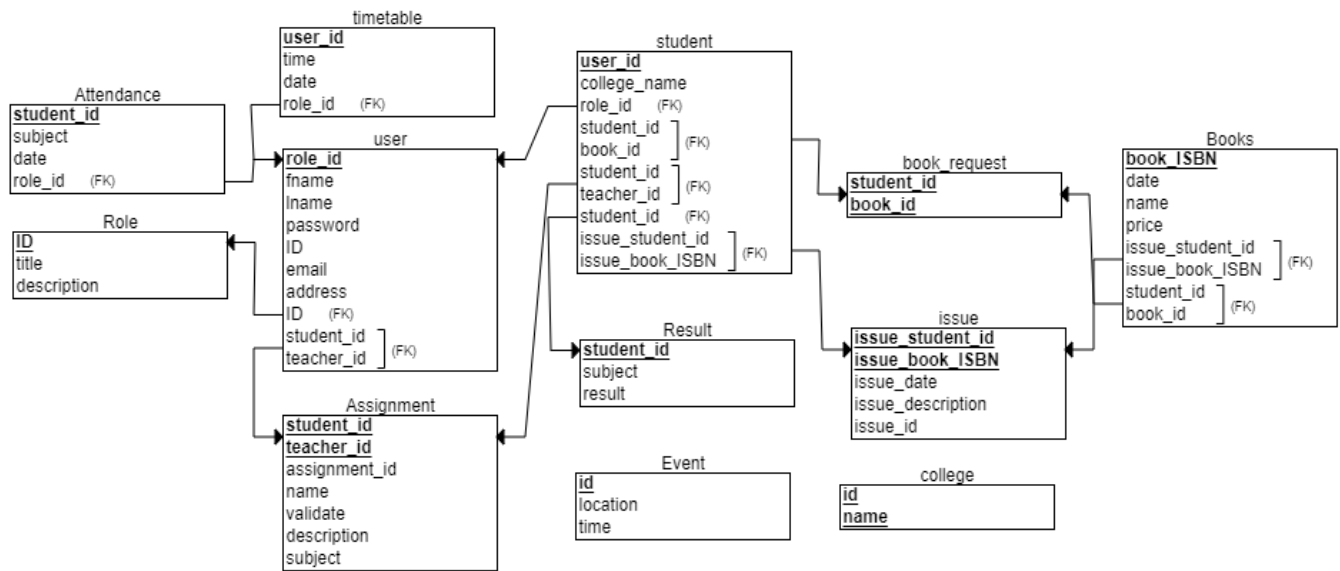 timetable
user_id
time
date
role_id (FK)
Attendance
student_id
subject
date
role_id (FK)
Role
ID
title
description
user
role_id
fname
lname
password
ID
email
address
ID (FK)
student_id
teacher_id
(FK)
Assignment
student_id
teacher_id
assignment_id
name
validate
description
subject
student
user_id
college_name
role_id (FK)
student_id
book_id
(FK)
student_id
teacher_id
(FK)
student_id (FK)
issue_student_id
issue_book_ISBN
(FK)
Result
student_id
subject
result
Event
id
location
time
book_request
student_id
book_id
issue
issue_student_id
issue_book_ISBN
issue_date
issue_description
issue_id
college
id
name
Books
book_ISBN
date
name
price
issue_student_id
issue_book_ISBN
(FK)
student_id
book_id
(FK)